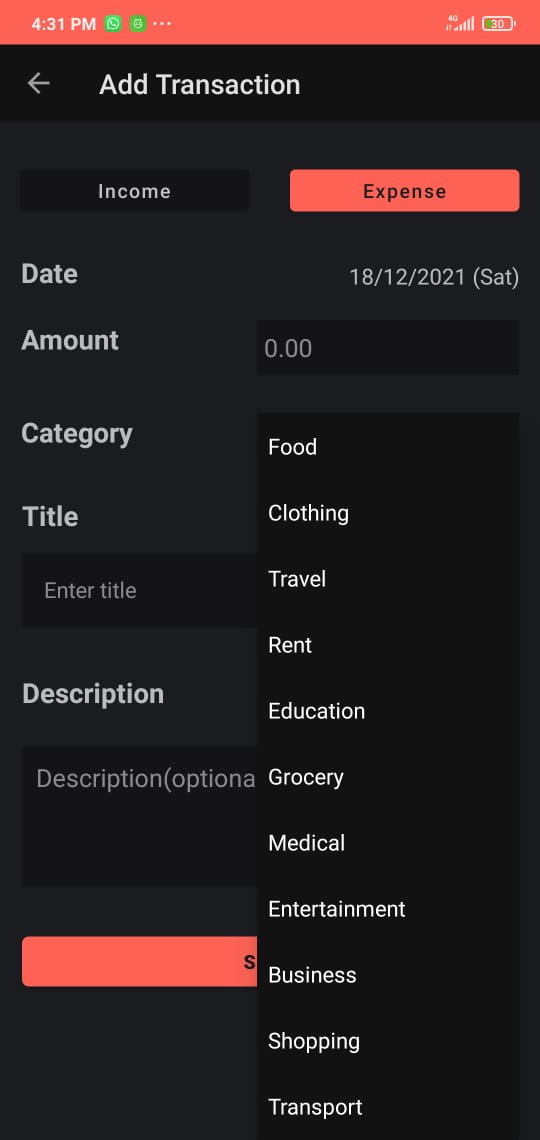 4:31 PM
4G
30
Add Transaction
Income
Expense
Date
18/12/2021 (Sat)
Amount
0.00
Category
Food
Clothing
Title
Travel
Enter title
Rent
Description
Education
Description(optiona
Grocery
Medical
Entertainment
S
Business
Shopping
Transport